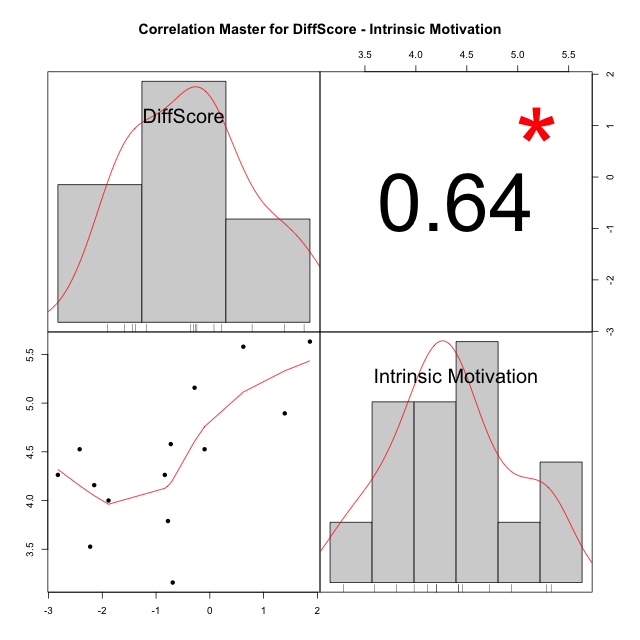 Correlation Master for DiffScore - Intrinsic Motivation
3.5 4.0 4.5 5.0 5.5
DiffScore
*
0.64
2
1
0
-1
-2
-3
5.5
5.0
4.5
4.0
3.5
Intrinsic Motivation
-3 -2 -1 0 1 2